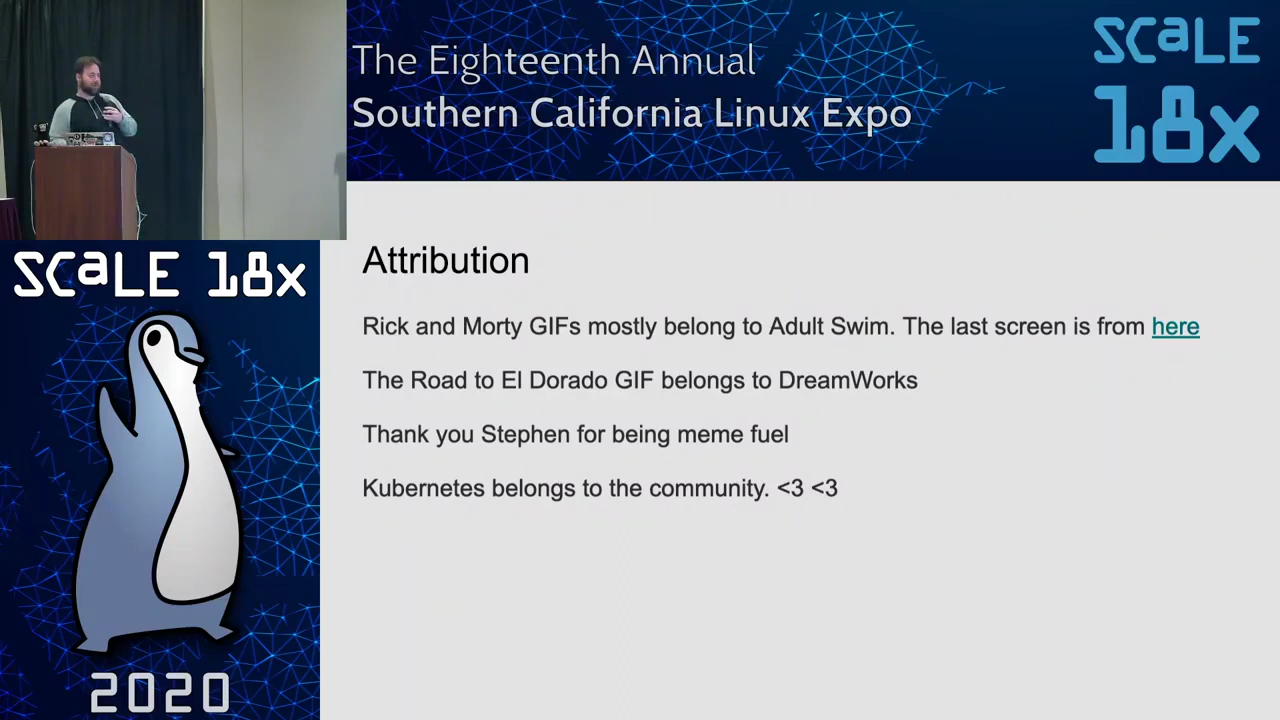 The Eighteenth Annual
Southern California Linux Expo
SCaLE
18x
SCaLE 18x
2020
Attribution
Rick and Morty GIFs mostly belong to Adult Swim. The last screen is from here
The Road to El Dorado GIF belongs to DreamWorks
Thank you Stephen for being meme fuel
Kubernetes belongs to the community. <3 <3